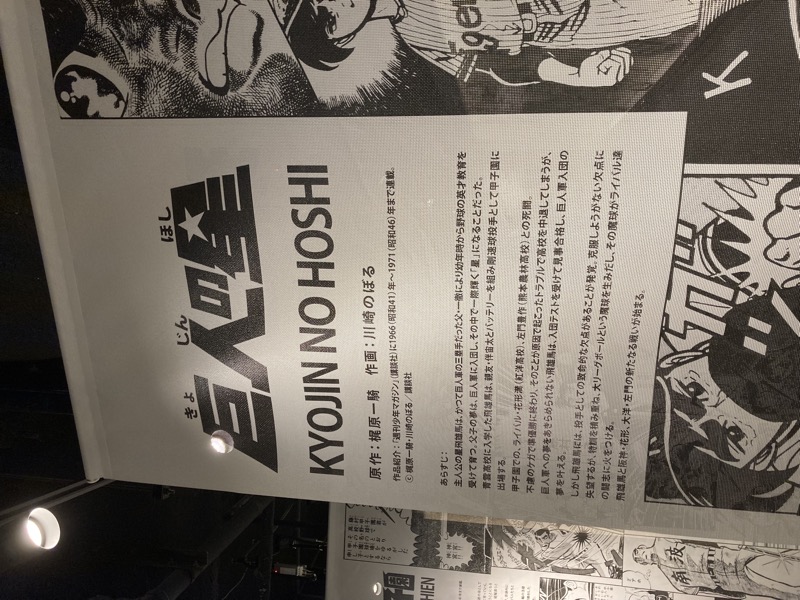 きょ じん ほし
巨人の星
KYOJIN NO HOSHI
原作：梶原一騎　作画：川崎のぼる
作品紹介：「週刊少年マガジン」（講談社）に1966（昭和41）年～1971（昭和46）年まで連載。
Ⓒ梶原一騎・川崎のぼる／講談社
あらすじ：
主人公の星飛雄馬は、かつて巨人軍の三塁手だった父・一徹により幼年時から野球の英才教育を
受けて育つ。父子の夢は、巨人軍に入団し、その中で一際輝く「星」になることだった。
青雲高校に入学した飛雄馬は、親友・伴宙太とバッテリーを組み剛速球投手として甲子園に
出場する。
甲子園での、ライバル・花形満（紅洋高校）、左門豊作（熊本農林高校）との死闘。
不慮のケガで準優勝に終わり、そのことが原因で起こったトラブルで高校を中退してしまうが、
巨人軍への夢をあきらめられない飛雄馬は、入団テストを受けて見事合格し、巨人軍入団の
夢を叶える。
しかし飛雄馬には、投手としての致命的な欠点があることが発覚。克服しようがない欠点に
失望するが、特訓を積み重ね、大リーグボールという魔球を生みだし、その魔球がライバル達
の闘志に火をつける。
飛雄馬と阪神・花形、大洋・左門の新たなる戦いが始まる。
ガッ
K
子園
HIEN
南波